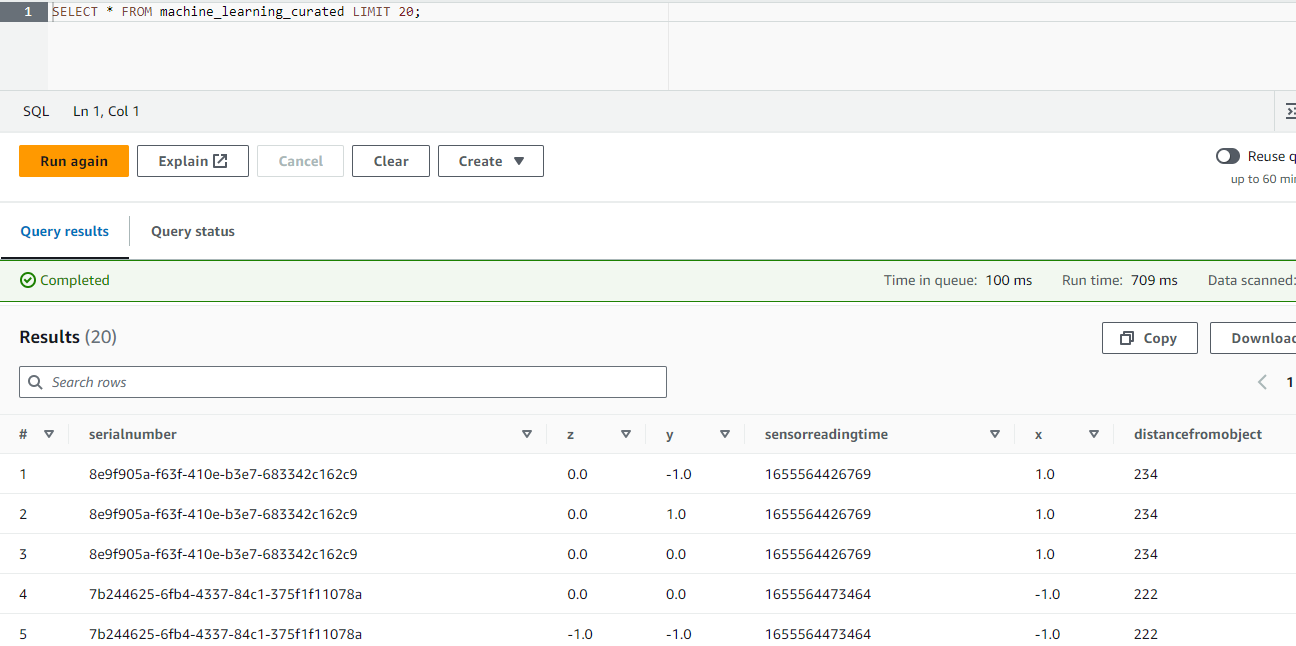 1 SELECT * FROM machine_learning_curated LIMIT 20;
SQL Ln 1, Col 1
Run again Explain Cancel Clear Create Reuse q
up to 60 min
Query results Query status
Completed Time in queue: 100 ms Run time: 709 ms Data scanned:
Results (20) Copy Download
Search rows 1
# serialnumber z y sensorreadingtime x distancefromobject
1 8e9f905a-f63f-410e-b3e7-683342c162c9 0.0 -1.0 1655564426769 1.0 234
2 8e9f905a-f63f-410e-b3e7-683342c162c9 0.0 1.0 1655564426769 1.0 234
3 8e9f905a-f63f-410e-b3e7-683342c162c9 0.0 0.0 1655564426769 1.0 234
4 7b244625-6fb4-4337-84c1-375f1f11078a 0.0 0.0 1655564473464 -1.0 222
5 7b244625-6fb4-4337-84c1-375f1f11078a -1.0 -1.0 1655564473464 -1.0 222